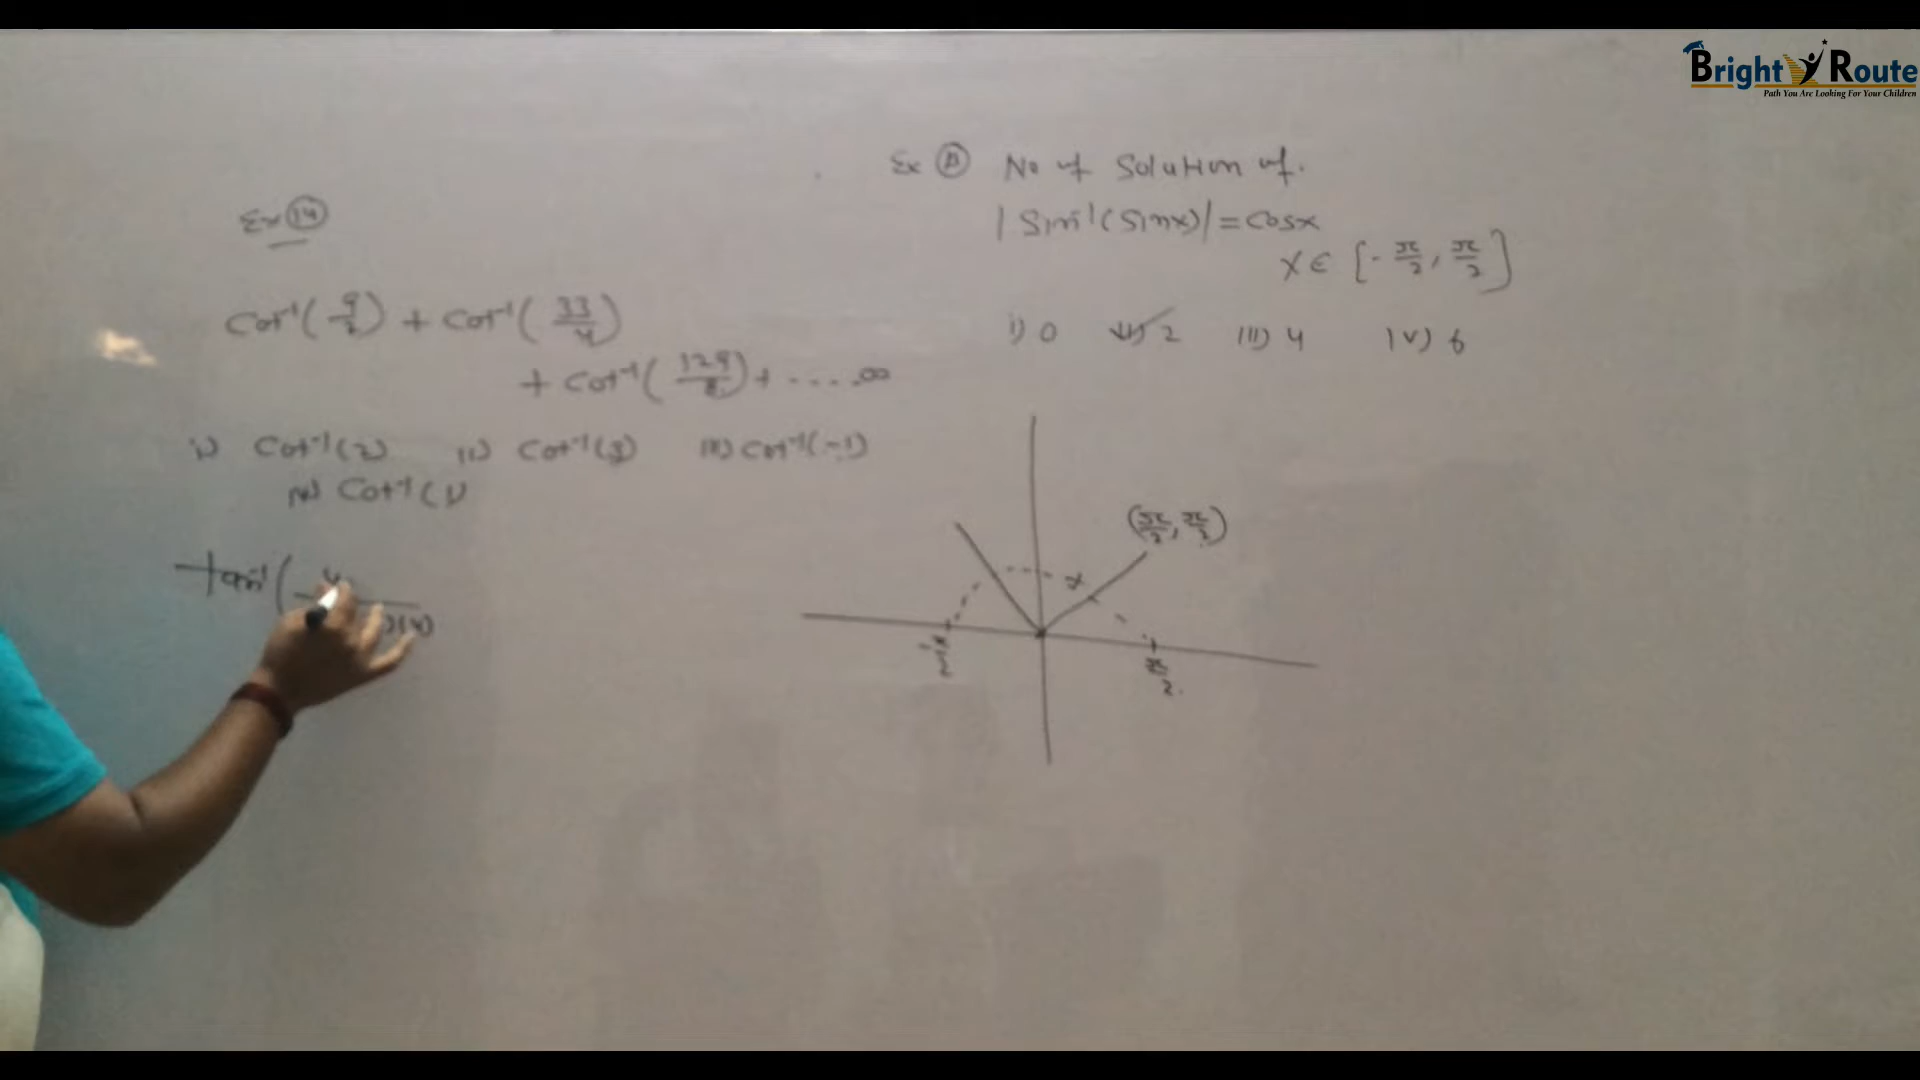 Bright Route
Path You Are Looking For Your Children
Ex 14
Cot⁻¹(9/2) + Cot⁻¹(33/4)
+ Cot⁻¹(129/8) + .....∞
i) Cot⁻¹(2) ii) Cot⁻¹(3) iii) Cot⁻¹(-1)
iv) Cot⁻¹(1)
tan⁻¹(
)(4)
Ex No of Solution of.
|Sin⁻¹(Sinx)| = Cosx
x∈ [-π/2, π/2]
i) 0 ii) 2 iii) 4 iv) 6
(π/2, π/2)
x
-π/2
π/2